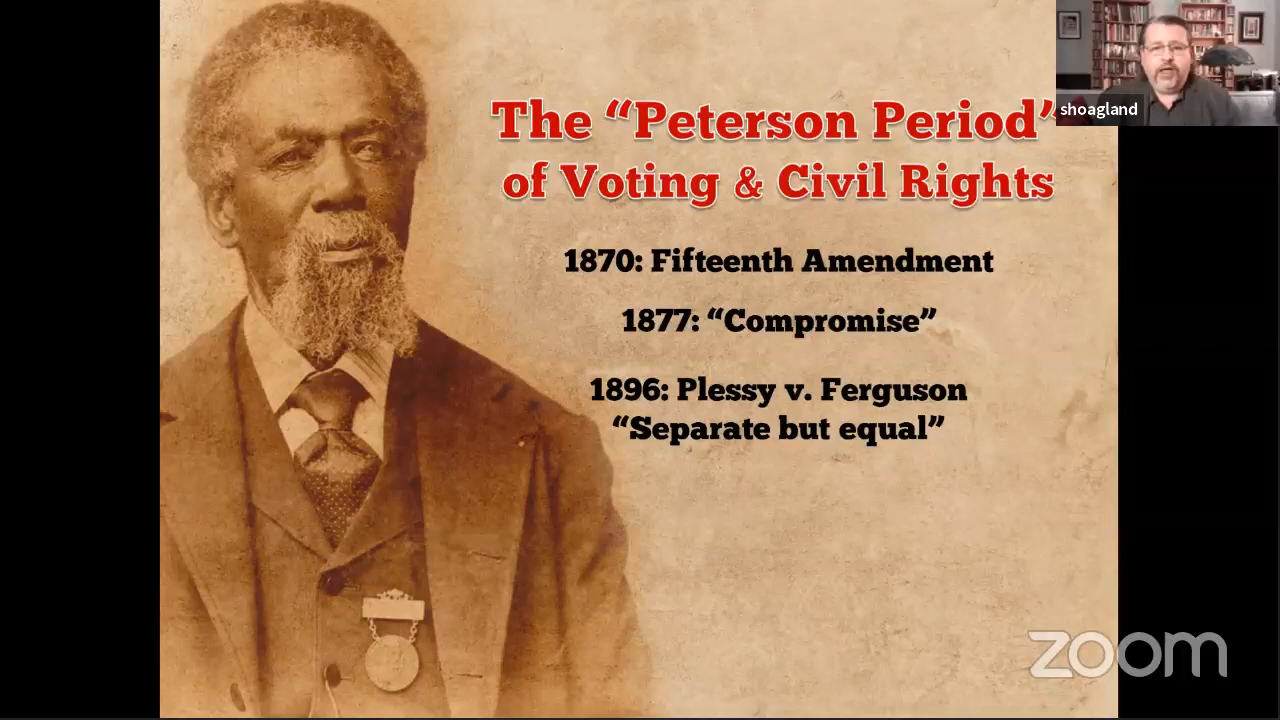 The “Peterson Period”
of Voting & Civil Rights
shoagland
1870: Fifteenth Amendment
1877: “Compromise”
1896: Plessy v. Ferguson
“Separate but equal”
zoom